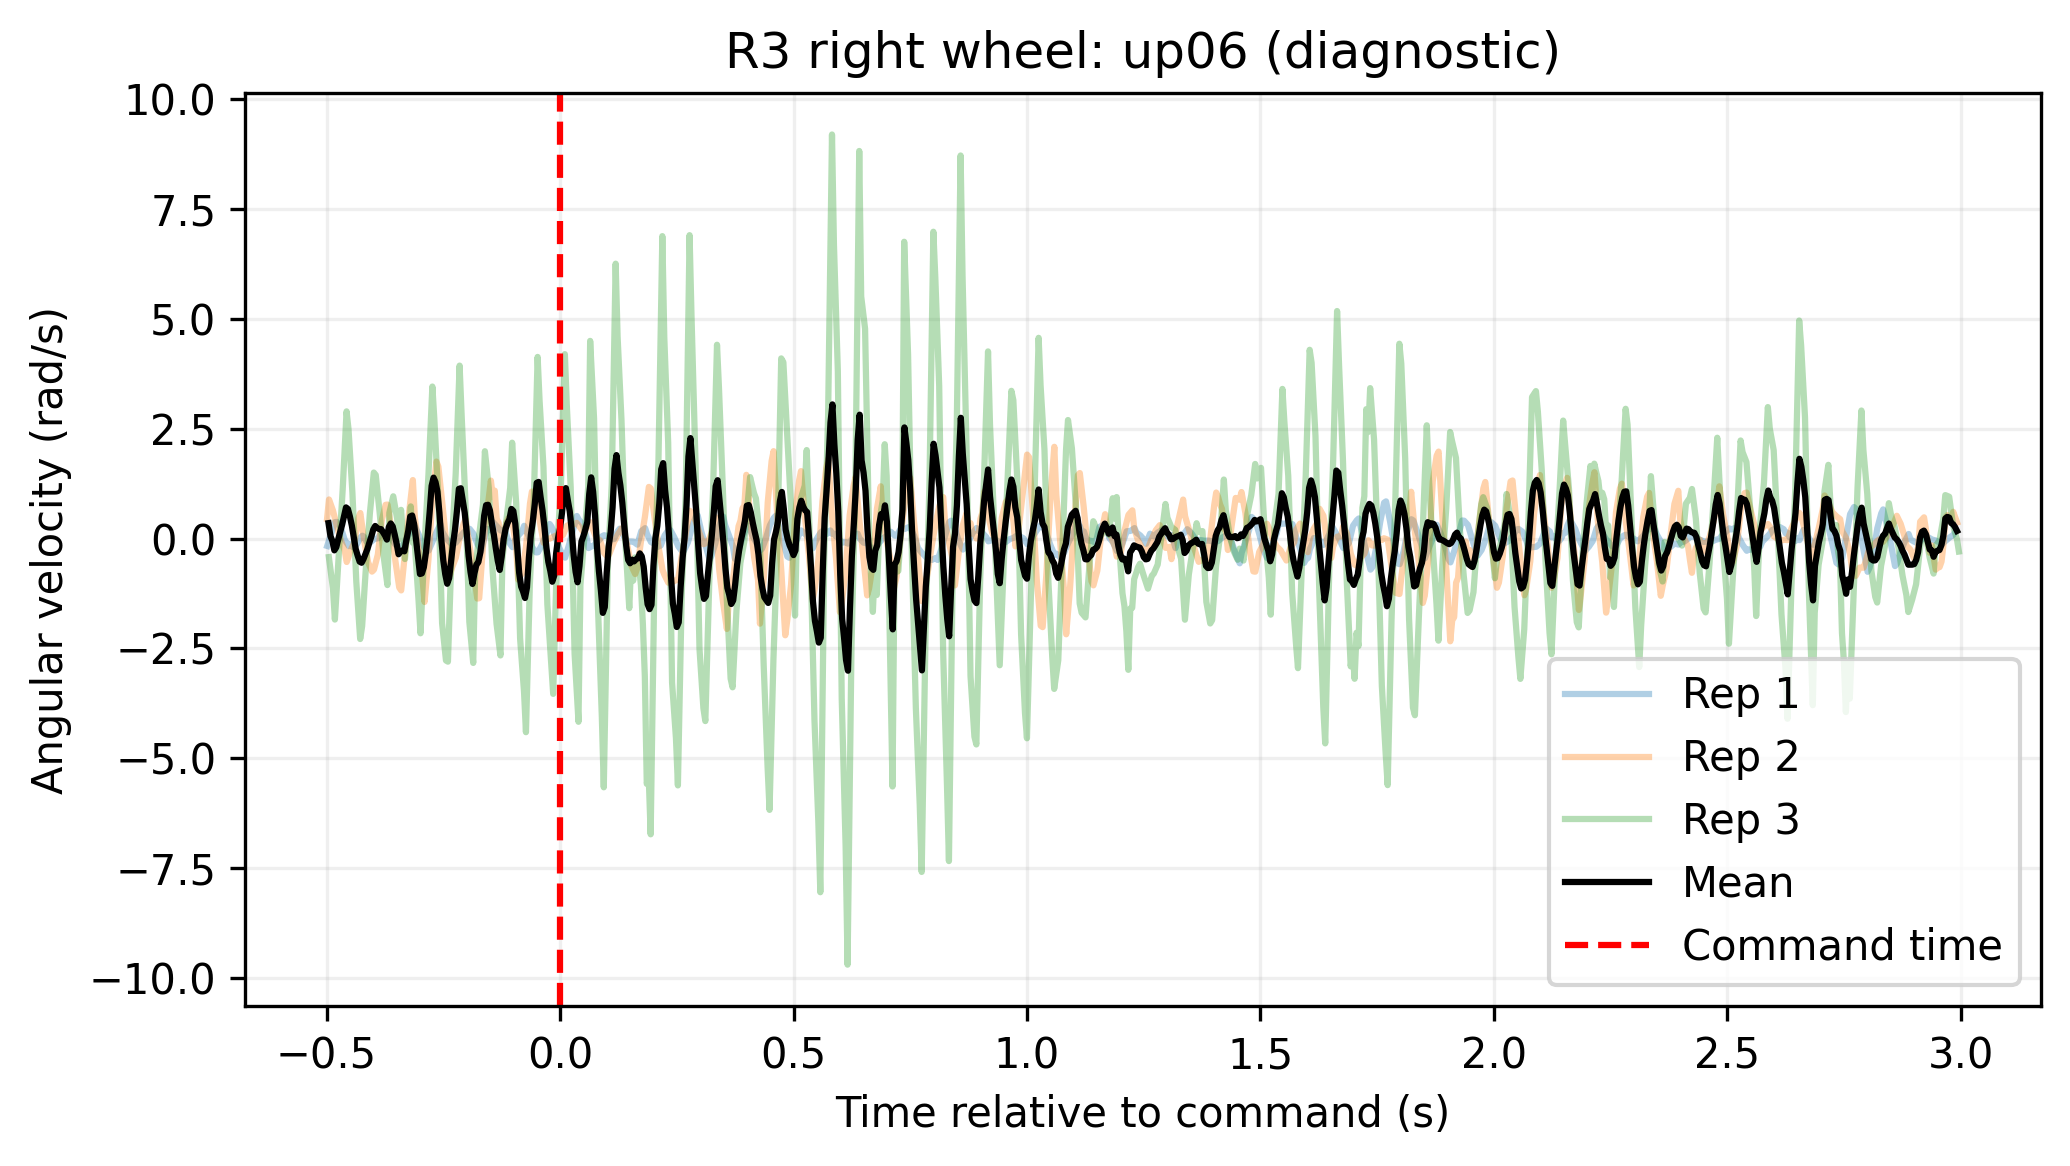 R3 right wheel: up06 (diagnostic)
10.0
7.5
5.0
2.5
0.0
−2.5
−5.0
−7.5
−10.0
Angular velocity (rad/s)
Rep 1
Rep 2
Rep 3
Mean
Command time
−0.5 0.0 0.5 1.0 1.5 2.0 2.5 3.0
Time relative to command (s)